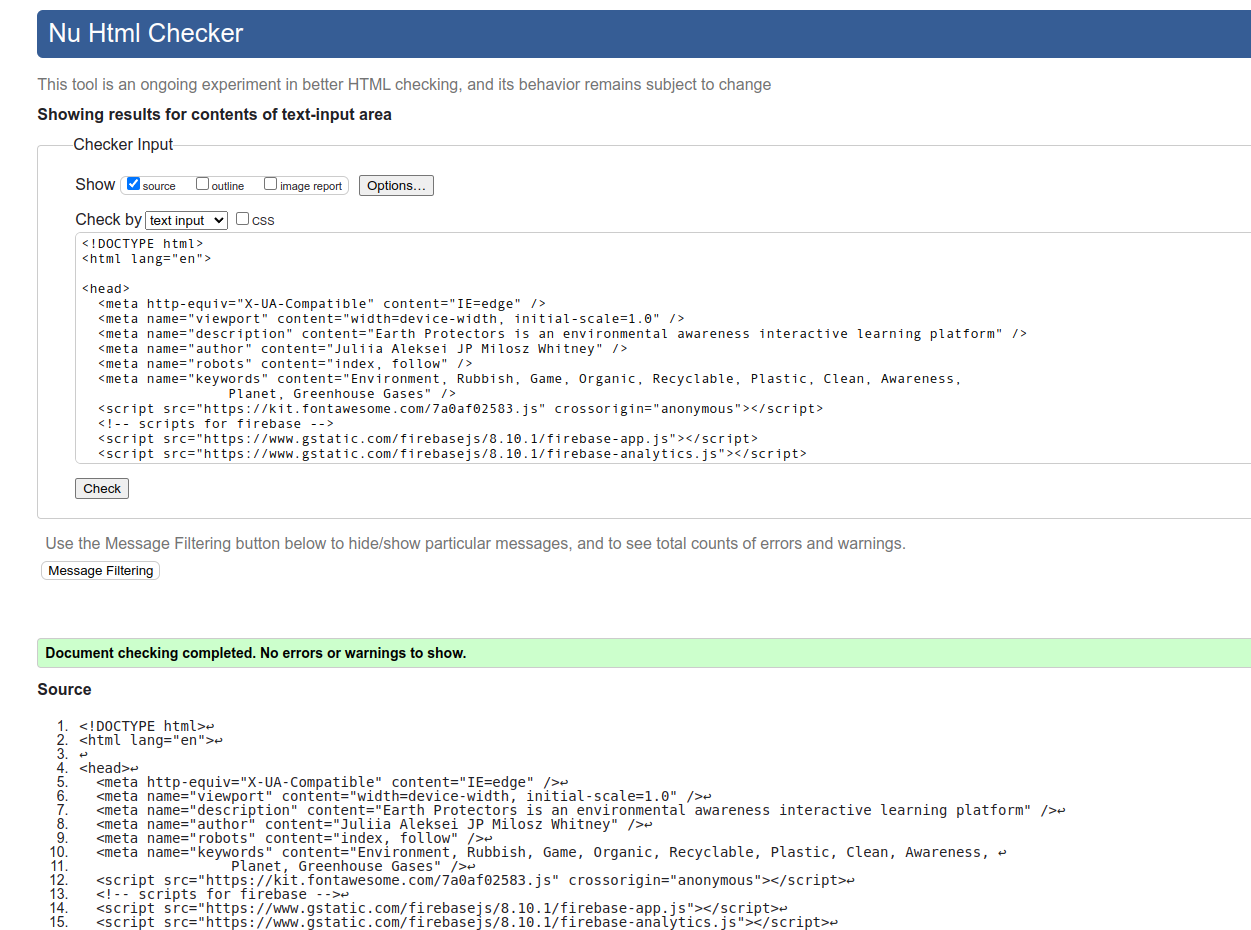 Nu Html Checker
This tool is an ongoing experiment in better HTML checking, and its behavior remains subject to change
Showing results for contents of text-input area
Checker Input
Show source outline image report Options...
Check by text input CSS
<!DOCTYPE html>
<html lang="en">
<head>
<meta http-equiv="X-UA-Compatible" content="IE=edge" />
<meta name="viewport" content="width=device-width, initial-scale=1.0" />
<meta name="description" content="Earth Protectors is an environmental awareness interactive learning platform" />
<meta name="author" content="Juliia Aleksei JP Milosz Whitney" />
<meta name="robots" content="index, follow" />
<meta name="keywords" content="Environment, Rubbish, Game, Organic, Recyclable, Plastic, Clean, Awareness,
Planet, Greenhouse Gases" />
<script src="https://kit.fontawesome.com/7a0af02583.js" crossorigin="anonymous"></script>
<!-- scripts for firebase -->
<script src="https://www.gstatic.com/firebasejs/8.10.1/firebase-app.js"></script>
<script src="https://www.gstatic.com/firebasejs/8.10.1/firebase-analytics.js"></script>
Check
Use the Message Filtering button below to hide/show particular messages, and to see total counts of errors and warnings.
Message Filtering
Document checking completed. No errors or warnings to show.
Source
1. <!DOCTYPE html>↩
2. <html lang="en">↩
3. ↩
4. <head>↩
5. <meta http-equiv="X-UA-Compatible" content="IE=edge" />↩
6. <meta name="viewport" content="width=device-width, initial-scale=1.0" />↩
7. <meta name="description" content="Earth Protectors is an environmental awareness interactive learning platform" />↩
8. <meta name="author" content="Juliia Aleksei JP Milosz Whitney" />↩
9. <meta name="robots" content="index, follow" />↩
10. <meta name="keywords" content="Environment, Rubbish, Game, Organic, Recyclable, Plastic, Clean, Awareness, ↩
11. Planet, Greenhouse Gases" />↩
12. <script src="https://kit.fontawesome.com/7a0af02583.js" crossorigin="anonymous"></script>↩
13. <!-- scripts for firebase -->↩
14. <script src="https://www.gstatic.com/firebasejs/8.10.1/firebase-app.js"></script>↩
15. <script src="https://www.gstatic.com/firebasejs/8.10.1/firebase-analytics.js"></script>↩